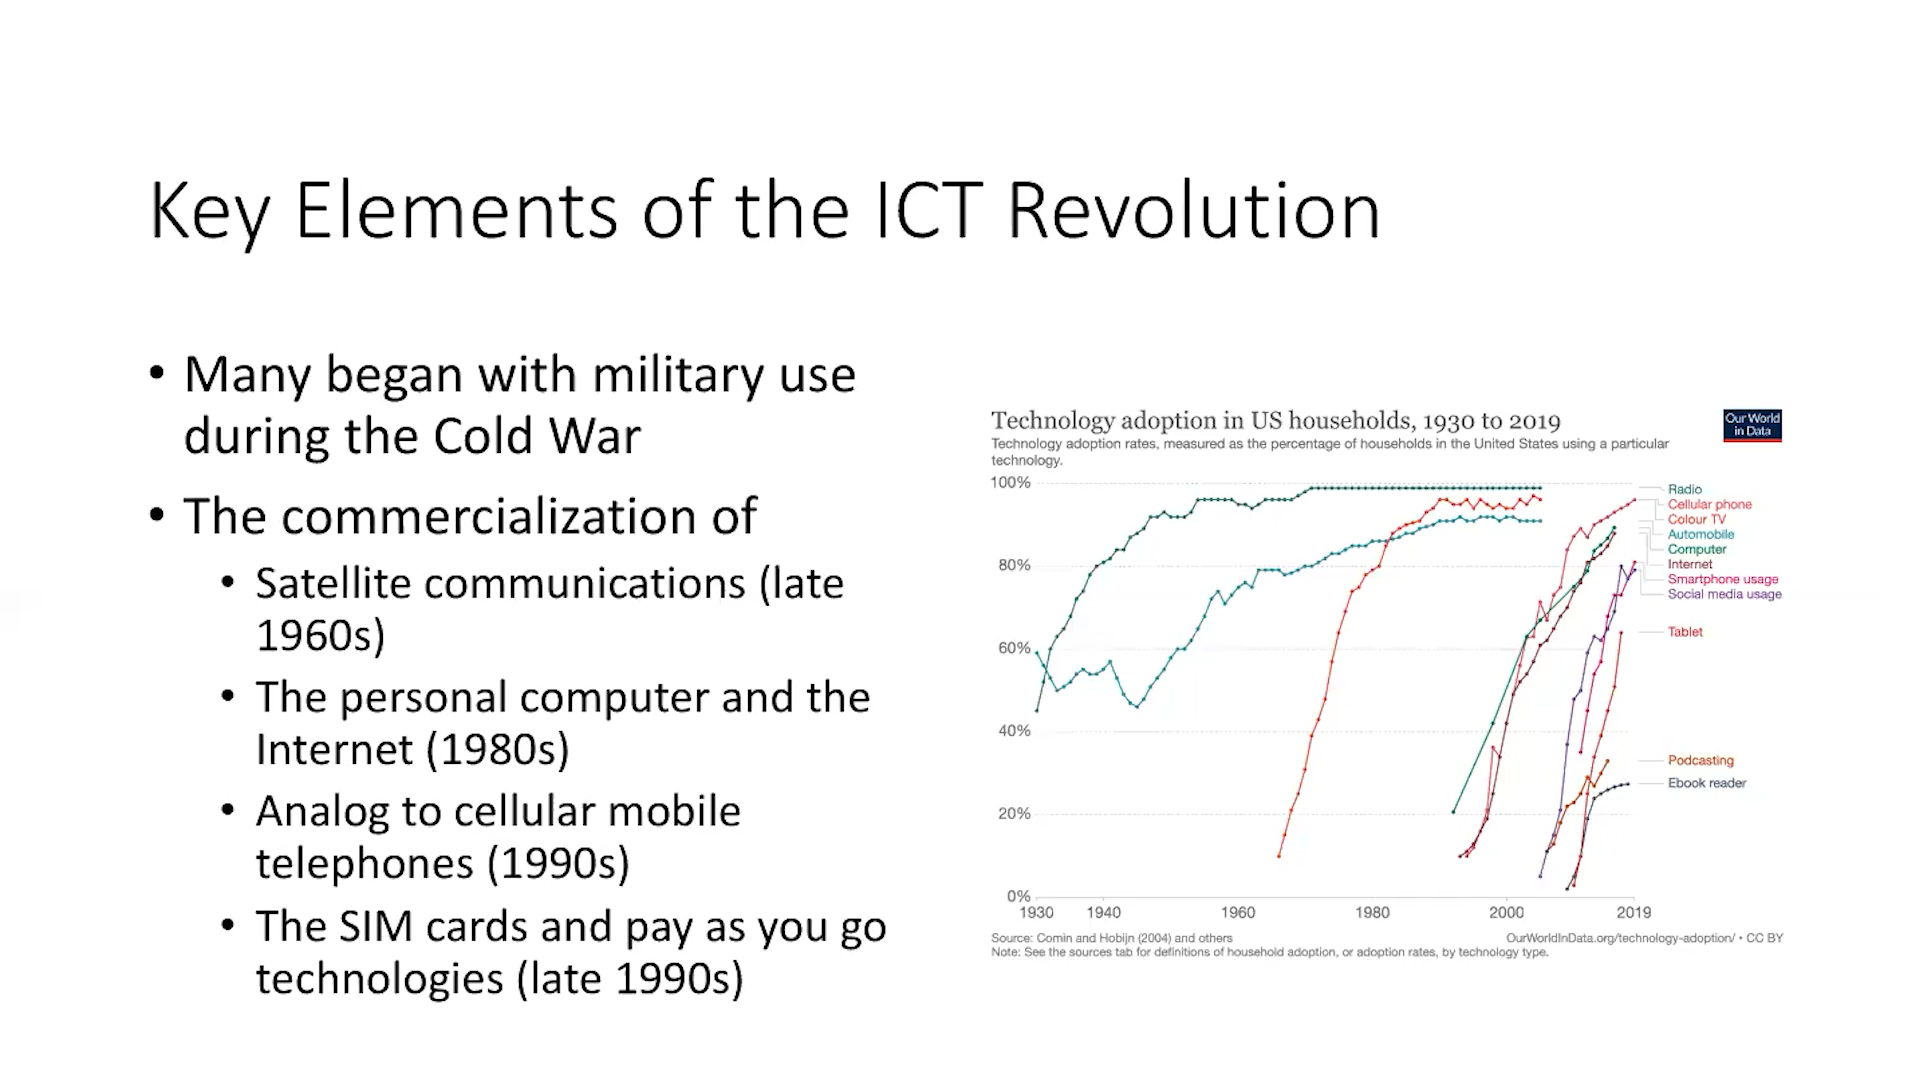 Key Elements of the ICT Revolution
• Many began with military use
during the Cold War
• The commercialization of
• Satellite communications (late
1960s)
• The personal computer and the
Internet (1980s)
• Analog to cellular mobile
telephones (1990s)
• The SIM cards and pay as you go
technologies (late 1990s)
Technology adoption in US households, 1930 to 2019
Our World
in Data
Technology adoption rates, measured as the percentage of households in the United States using a particular
technology.
100%
80%
60%
40%
20%
0%
1930 1940 1960 1980 2000 2019
Radio
Cellular phone
Colour TV
Automobile
Computer
Internet
Smartphone usage
Social media usage
Tablet
Podcasting
Ebook reader
Source: Comin and Hobijn (2004) and others
OurWorldInData.org/technology-adoption/ • CC BY
Note: See the sources tab for definitions of household adoption, or adoption rates, by technology type.